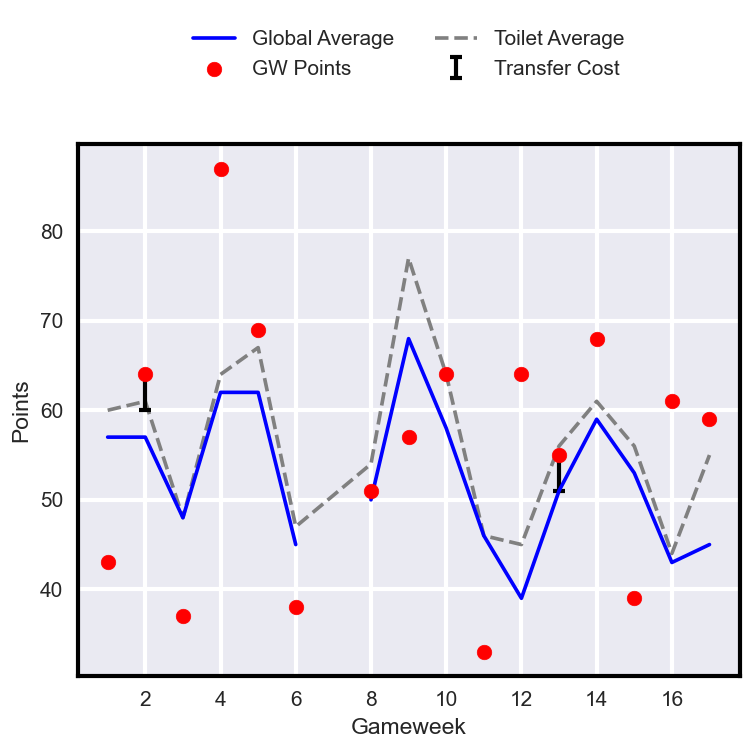 Global Average
Toilet Average
GW Points
Transfer Cost
80
70
60
50
40
Points
2 4 6 8 10 12 14 16
Gameweek